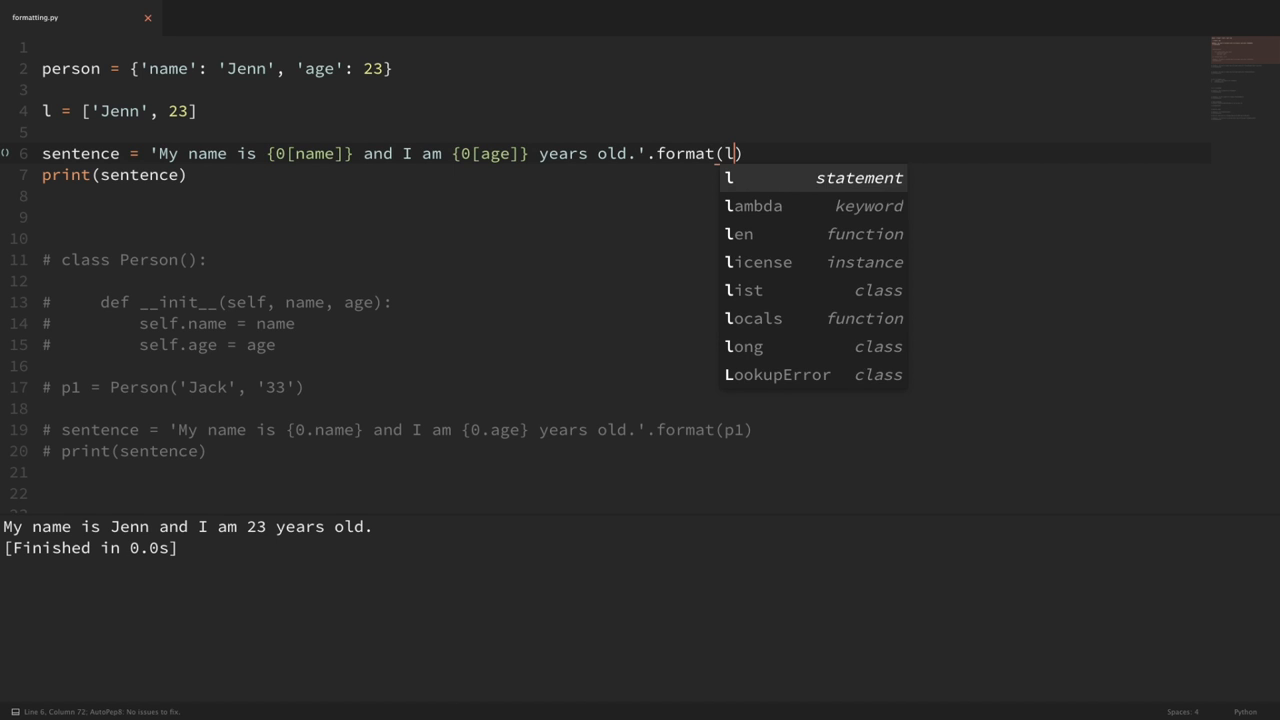 formatting.py ×
1
2 person = {'name': 'Jenn', 'age': 23}
3
4 l = ['Jenn', 23]
5
() 6 sentence = 'My name is {0[name]} and I am {0[age]} years old.'.format(l)
7 print(sentence)
l statement
8
lambda keyword
9
len function
10
11 # class Person():
license instance
12
list class
13 #     def __init__(self, name, age):
locals function
14 #         self.name = name
15 #         self.age = age
long class
16
LookupError class
17 # p1 = Person('Jack', '33')
18
19 # sentence = 'My name is {0.name} and I am {0.age} years old.'.format(p1)
20 # print(sentence)
21
22
My name is Jenn and I am 23 years old.
[Finished in 0.0s]
Line 6, Column 72; AutoPep8: No issues to fix. Spaces: 4 Python